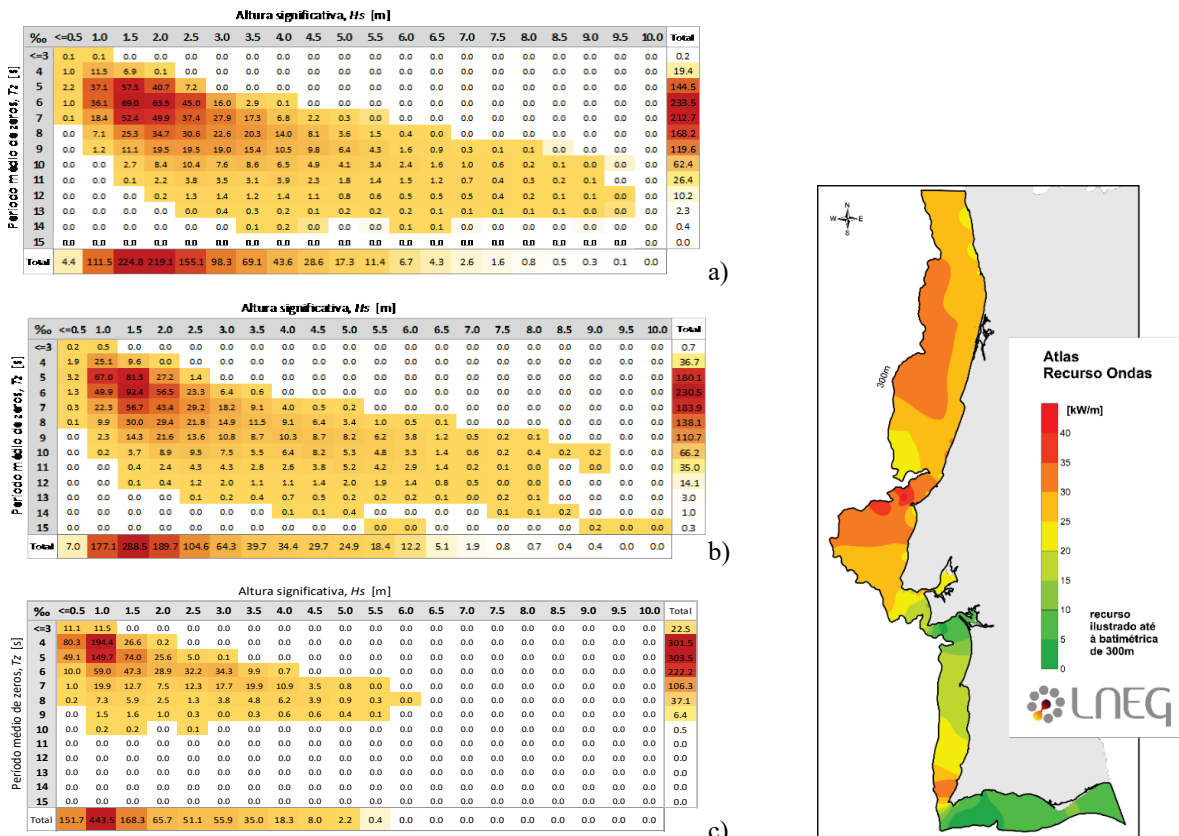 Altura significativa, Hs [m]
‰ <=0.5 1.0 1.5 2.0 2.5 3.0 3.5 4.0 4.5 5.0 5.5 6.0 6.5 7.0 7.5 8.0 8.5 9.0 9.5 10.0 Total
Período médio de zeros, Tz [s]
<=3 0.1 0.1 0.0 0.0 0.0 0.0 0.0 0.0 0.0 0.0 0.0 0.0 0.0 0.0 0.0 0.0 0.0 0.0 0.0 0.0 0.2
4 1.0 11.5 6.9 0.1 0.0 0.0 0.0 0.0 0.0 0.0 0.0 0.0 0.0 0.0 0.0 0.0 0.0 0.0 0.0 0.0 19.4
5 2.2 37.1 57.3 40.7 7.2 0.0 0.0 0.0 0.0 0.0 0.0 0.0 0.0 0.0 0.0 0.0 0.0 0.0 0.0 0.0 144.5
6 1.0 36.1 69.0 63.5 45.0 16.0 2.9 0.1 0.0 0.0 0.0 0.0 0.0 0.0 0.0 0.0 0.0 0.0 0.0 0.0 233.5
7 0.1 18.4 52.4 49.9 37.4 27.9 17.3 6.8 2.2 0.3 0.0 0.0 0.0 0.0 0.0 0.0 0.0 0.0 0.0 0.0 212.7
8 0.0 7.1 25.3 34.7 30.6 22.6 20.3 14.0 8.1 3.6 1.5 0.4 0.0 0.0 0.0 0.0 0.0 0.0 0.0 0.0 168.2
9 0.0 1.2 11.1 19.5 19.5 19.0 15.4 10.5 9.8 6.4 4.3 1.6 0.9 0.3 0.1 0.1 0.0 0.0 0.0 0.0 119.6
10 0.0 0.0 2.7 8.4 10.4 7.6 8.6 6.5 4.9 4.1 3.4 2.4 1.6 1.0 0.6 0.2 0.1 0.0 0.0 0.0 62.4
11 0.0 0.0 0.1 2.2 3.8 3.5 3.1 3.9 2.3 1.8 1.4 1.5 1.2 0.7 0.4 0.3 0.2 0.1 0.0 0.0 26.4
12 0.0 0.0 0.0 0.2 1.3 1.4 1.2 1.4 1.1 0.8 0.6 0.5 0.5 0.5 0.4 0.2 0.1 0.1 0.0 0.0 10.2
13 0.0 0.0 0.0 0.0 0.0 0.4 0.3 0.2 0.1 0.2 0.2 0.2 0.1 0.1 0.1 0.1 0.1 0.1 0.0 0.0 2.3
14 0.0 0.0 0.0 0.0 0.0 0.0 0.1 0.2 0.0 0.0 0.0 0.1 0.1 0.0 0.0 0.0 0.0 0.0 0.0 0.0 0.4
15 0.0 0.0 0.0 0.0 0.0 0.0 0.0 0.0 0.0 0.0 0.0 0.0 0.0 0.0 0.0 0.0 0.0 0.0 0.0 0.0 0.0
Total 4.4 111.5 224.8 219.1 155.1 98.3 69.1 43.6 28.6 17.3 11.4 6.7 4.3 2.6 1.6 0.8 0.5 0.3 0.1 0.0
a)
Altura significativa, Hs [m]
‰ <=0.5 1.0 1.5 2.0 2.5 3.0 3.5 4.0 4.5 5.0 5.5 6.0 6.5 7.0 7.5 8.0 8.5 9.0 9.5 10.0 Total
Período médio de zeros, Tz [s]
<=3 0.2 0.5 0.0 0.0 0.0 0.0 0.0 0.0 0.0 0.0 0.0 0.0 0.0 0.0 0.0 0.0 0.0 0.0 0.0 0.0 0.7
4 1.9 25.1 9.6 0.0 0.0 0.0 0.0 0.0 0.0 0.0 0.0 0.0 0.0 0.0 0.0 0.0 0.0 0.0 0.0 0.0 36.7
5 3.2 67.0 81.3 27.2 1.4 0.0 0.0 0.0 0.0 0.0 0.0 0.0 0.0 0.0 0.0 0.0 0.0 0.0 0.0 0.0 180.1
6 1.3 49.9 92.4 56.5 23.3 6.4 0.6 0.0 0.0 0.0 0.0 0.0 0.0 0.0 0.0 0.0 0.0 0.0 0.0 0.0 230.5
7 0.3 22.3 56.7 43.4 29.2 18.2 9.1 4.0 0.5 0.2 0.0 0.0 0.0 0.0 0.0 0.0 0.0 0.0 0.0 0.0 183.9
8 0.1 9.9 30.0 29.4 21.8 14.9 11.5 9.1 6.4 3.4 1.0 0.5 0.1 0.0 0.0 0.0 0.0 0.0 0.0 0.0 138.1
9 0.0 2.3 14.3 21.6 13.6 10.8 8.7 10.3 8.7 8.2 6.2 3.8 1.2 0.5 0.2 0.1 0.0 0.0 0.0 0.0 110.7
10 0.0 0.2 3.7 8.9 9.5 7.5 5.5 6.4 8.2 5.3 4.8 3.3 1.4 0.6 0.2 0.4 0.2 0.2 0.0 0.0 66.2
11 0.0 0.0 0.4 2.4 4.3 4.3 2.8 2.6 3.8 5.2 4.2 2.6 1.4 0.2 0.1 0.0 0.0 0.0 0.0 0.0 35.0
12 0.0 0.0 0.1 0.4 1.2 2.0 1.1 1.1 1.4 2.0 1.9 1.4 0.8 0.5 0.0 0.0 0.0 0.0 0.0 0.0 14.1
13 0.0 0.0 0.0 0.0 0.1 0.2 0.4 0.7 0.5 0.2 0.2 0.2 0.1 0.0 0.2 0.1 0.0 0.0 0.0 0.0 3.0
14 0.0 0.0 0.0 0.0 0.0 0.0 0.0 0.1 0.1 0.4 0.0 0.0 0.0 0.0 0.1 0.1 0.2 0.0 0.0 0.0 1.0
15 0.0 0.0 0.0 0.0 0.0 0.0 0.0 0.0 0.0 0.0 0.0 0.0 0.0 0.0 0.0 0.0 0.0 0.2 0.0 0.0 0.3
Total 7.0 177.1 288.5 189.7 104.6 64.3 39.7 34.4 29.7 24.9 18.4 12.2 5.1 1.9 0.8 0.7 0.4 0.4 0.0 0.0
b)
Altura significativa, Hs [m]
‰ <=0.5 1.0 1.5 2.0 2.5 3.0 3.5 4.0 4.5 5.0 5.5 6.0 6.5 7.0 7.5 8.0 8.5 9.0 9.5 10.0 Total
Período médio de zeros, Tz [s]
<=3 11.1 11.5 0.0 0.0 0.0 0.0 0.0 0.0 0.0 0.0 0.0 0.0 0.0 0.0 0.0 0.0 0.0 0.0 0.0 0.0 22.5
4 80.3 194.4 26.6 0.2 0.0 0.0 0.0 0.0 0.0 0.0 0.0 0.0 0.0 0.0 0.0 0.0 0.0 0.0 0.0 0.0 301.5
5 49.1 149.7 74.0 25.6 5.0 0.1 0.0 0.0 0.0 0.0 0.0 0.0 0.0 0.0 0.0 0.0 0.0 0.0 0.0 0.0 303.5
6 10.0 59.0 47.3 28.9 32.2 34.3 9.9 0.7 0.0 0.0 0.0 0.0 0.0 0.0 0.0 0.0 0.0 0.0 0.0 0.0 222.2
7 1.0 19.9 12.7 7.5 12.3 17.7 19.9 10.9 3.5 0.8 0.0 0.0 0.0 0.0 0.0 0.0 0.0 0.0 0.0 0.0 106.3
8 0.2 7.3 5.9 2.5 1.3 3.8 4.8 6.2 3.9 0.9 0.3 0.0 0.0 0.0 0.0 0.0 0.0 0.0 0.0 0.0 37.1
9 0.0 1.5 1.6 1.0 0.3 0.0 0.3 0.6 0.6 0.4 0.1 0.0 0.0 0.0 0.0 0.0 0.0 0.0 0.0 0.0 6.4
10 0.0 0.2 0.2 0.0 0.1 0.0 0.0 0.0 0.0 0.0 0.0 0.0 0.0 0.0 0.0 0.0 0.0 0.0 0.0 0.0 0.5
11 0.0 0.0 0.0 0.0 0.0 0.0 0.0 0.0 0.0 0.0 0.0 0.0 0.0 0.0 0.0 0.0 0.0 0.0 0.0 0.0 0.0
12 0.0 0.0 0.0 0.0 0.0 0.0 0.0 0.0 0.0 0.0 0.0 0.0 0.0 0.0 0.0 0.0 0.0 0.0 0.0 0.0 0.0
13 0.0 0.0 0.0 0.0 0.0 0.0 0.0 0.0 0.0 0.0 0.0 0.0 0.0 0.0 0.0 0.0 0.0 0.0 0.0 0.0 0.0
14 0.0 0.0 0.0 0.0 0.0 0.0 0.0 0.0 0.0 0.0 0.0 0.0 0.0 0.0 0.0 0.0 0.0 0.0 0.0 0.0 0.0
15 0.0 0.0 0.0 0.0 0.0 0.0 0.0 0.0 0.0 0.0 0.0 0.0 0.0 0.0 0.0 0.0 0.0 0.0 0.0 0.0 0.0
Total 151.7 443.5 168.3 65.7 51.1 55.9 35.0 18.3 8.0 2.2 0.4 0.0 0.0 0.0 0.0 0.0 0.0 0.0 0.0 0.0
c)
N
W E
S
300m
Atlas
Recurso Ondas
[kW/m]
40
35
30
25
20
15
10
5
0
recurso
ilustrado até
à batimétrica
de 300m
LNEG